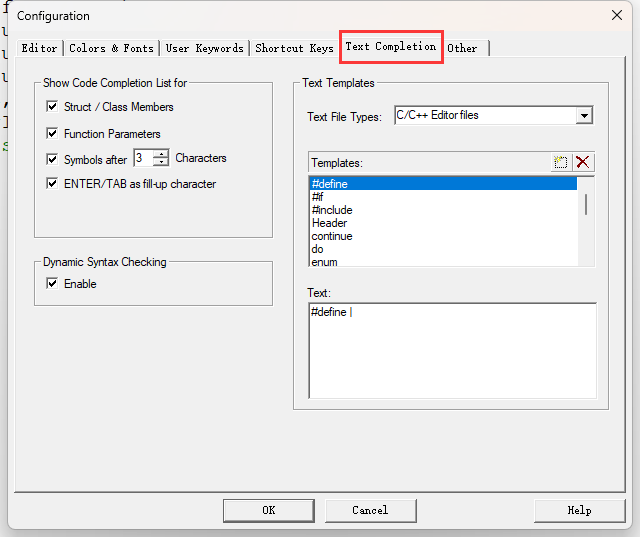 Configuration
Editor Colors & Fonts User Keywords Shortcut Keys Text Completion Other
Show Code Completion List for
Struct / Class Members
Function Parameters
Symbols after 3 Characters
ENTER/TAB as fill-up character
Dynamic Syntax Checking
Enable
Text Templates
Text File Types: C/C++ Editor files
Templates:
#define
#if
#include
Header
continue
do
enum
Text:
#define |
OK Cancel Help